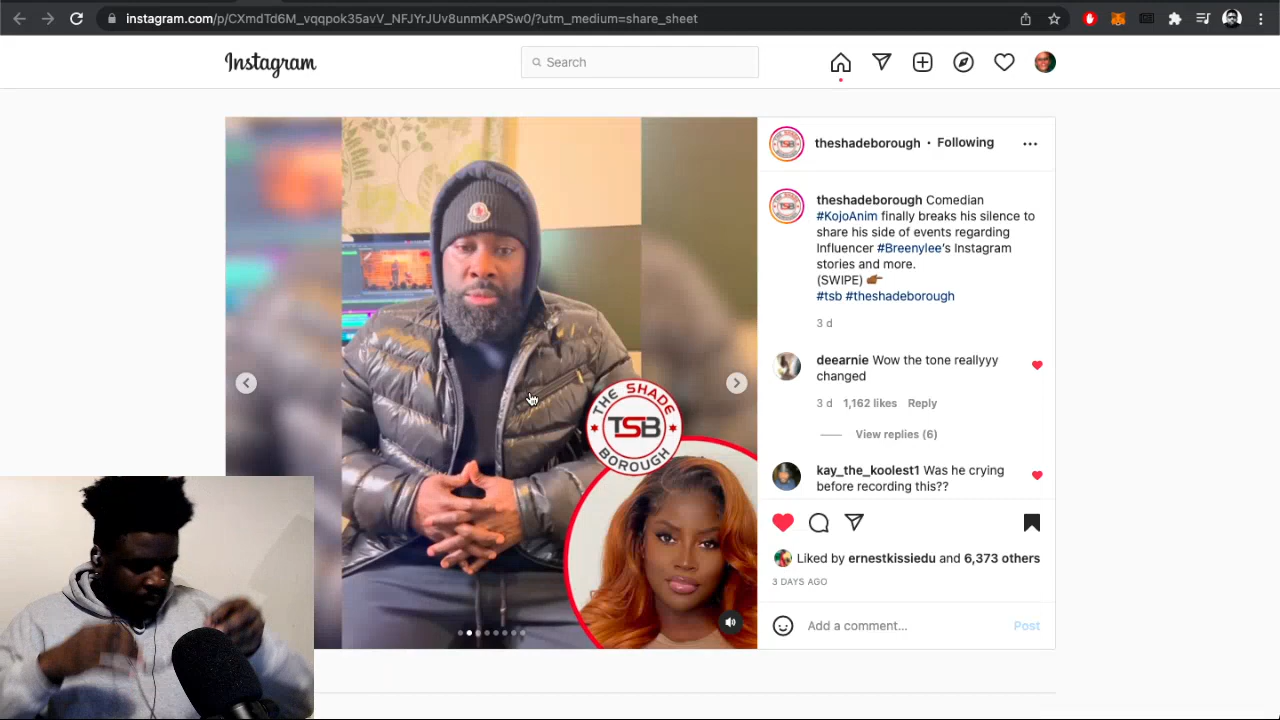 instagram.com/p/CXmdTd6M_vqqpok35avV_NFJYrJUv8unmKAPSw0/?utm_medium=share_sheet
Instagram
Search
theshadeborough • Following
theshadeborough Comedian
#KojoAnim finally breaks his silence to
share his side of events regarding
Influencer #Breenylee's Instagram
stories and more.
(SWIPE)
#tsb #theshadeborough
3 d
deearnie Wow the tone reallyyy
changed
3 d 1,162 likes Reply
View replies (6)
kay_the_koolest1 Was he crying
before recording this??
Liked by ernestkissiedu and 6,373 others
3 DAYS AGO
Add a comment... Post
THE SHADE
TSB
BOROUGH